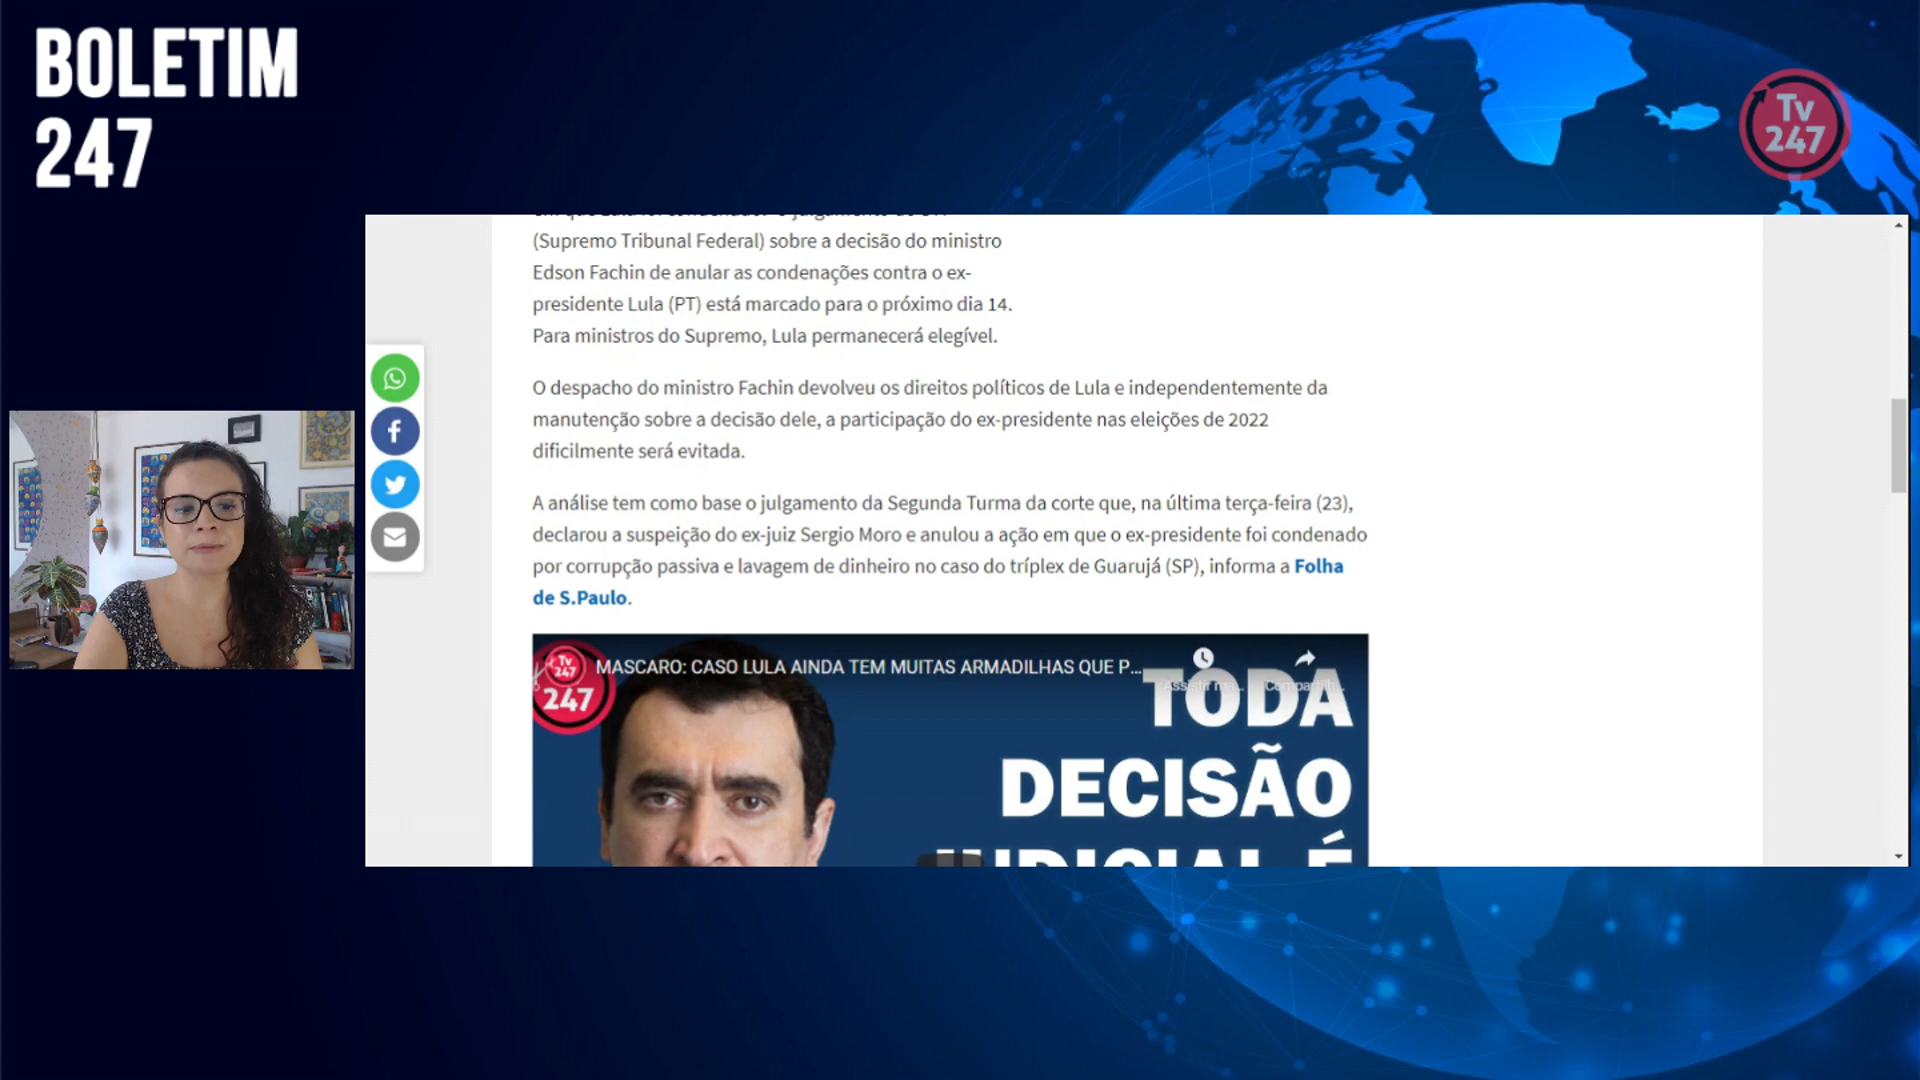 BOLETIM
247
Tv
247
(Supremo Tribunal Federal) sobre a decisão do ministro
Edson Fachin de anular as condenações contra o ex-
presidente Lula (PT) está marcado para o próximo dia 14.
Para ministros do Supremo, Lula permanecerá elegível.
O despacho do ministro Fachin devolveu os direitos políticos de Lula e independentemente da
manutenção sobre a decisão dele, a participação do ex-presidente nas eleições de 2022
dificilmente será evitada.
A análise tem como base o julgamento da Segunda Turma da corte que, na última terça-feira (23),
declarou a suspeição do ex-juiz Sergio Moro e anulou a ação em que o ex-presidente foi condenado
por corrupção passiva e lavagem de dinheiro no caso do tríplex de Guarujá (SP), informa a Folha
de S.Paulo.
Tv
247
247
MASCARO: CASO LULA AINDA TEM MUITAS ARMADILHAS QUE P...
Assistir ma...
Compartilh...
TODA
DECISÃO
JUDICIAL É